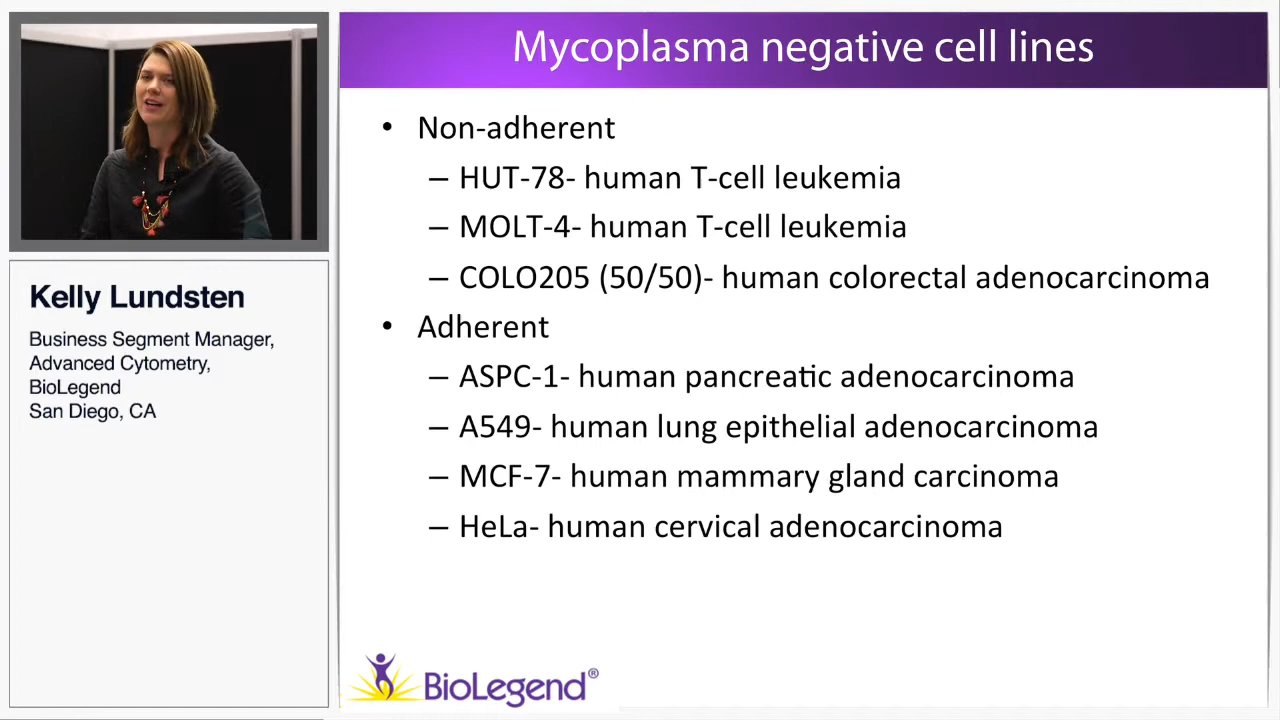 Mycoplasma negative cell lines
• Non-adherent
– HUT-78- human T-cell leukemia
– MOLT-4- human T-cell leukemia
– COLO205 (50/50)- human colorectal adenocarcinoma
• Adherent
– ASPC-1- human pancreatic adenocarcinoma
– A549- human lung epithelial adenocarcinoma
– MCF-7- human mammary gland carcinoma
– HeLa- human cervical adenocarcinoma
Kelly Lundsten
Business Segment Manager,
Advanced Cytometry,
BioLegend
San Diego, CA
BioLegend®